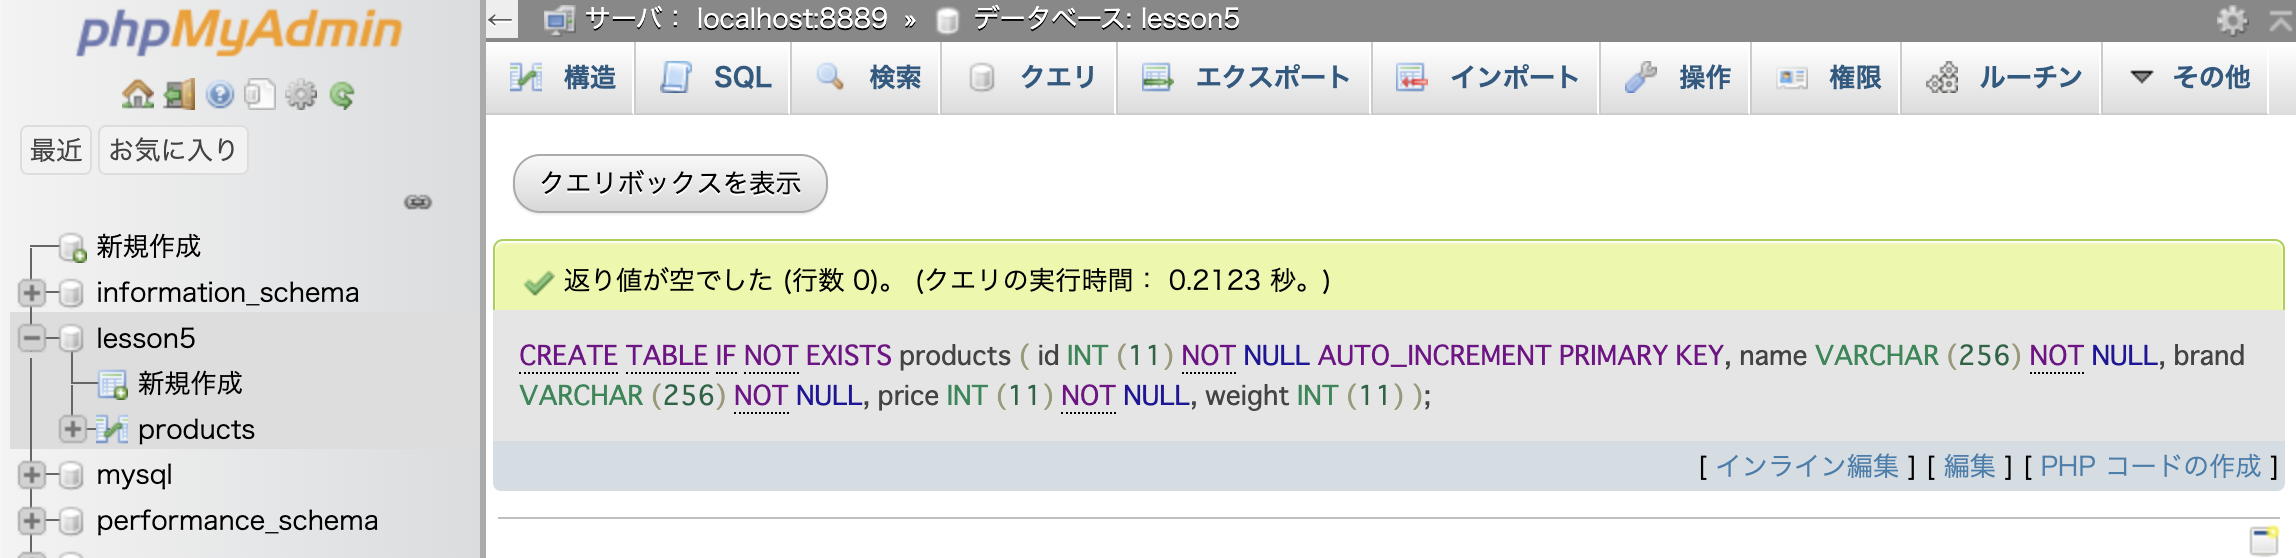 phpMyAdmin
最近 お気に入り
新規作成
information_schema
lesson5
新規作成
products
mysql
performance_schema
← サーバ： localhost:8889 » データベース: lesson5
構造 SQL 検索 クエリ エクスポート インポート 操作 権限 ルーチン その他
クエリボックスを表示
返り値が空でした (行数 0)。 (クエリの実行時間： 0.2123 秒。)
CREATE TABLE IF NOT EXISTS products ( id INT (11) NOT NULL AUTO_INCREMENT PRIMARY KEY, name VARCHAR (256) NOT NULL, brand
VARCHAR (256) NOT NULL, price INT (11) NOT NULL, weight INT (11) );
[ インライン編集 ] [ 編集 ] [ PHP コードの作成 ]